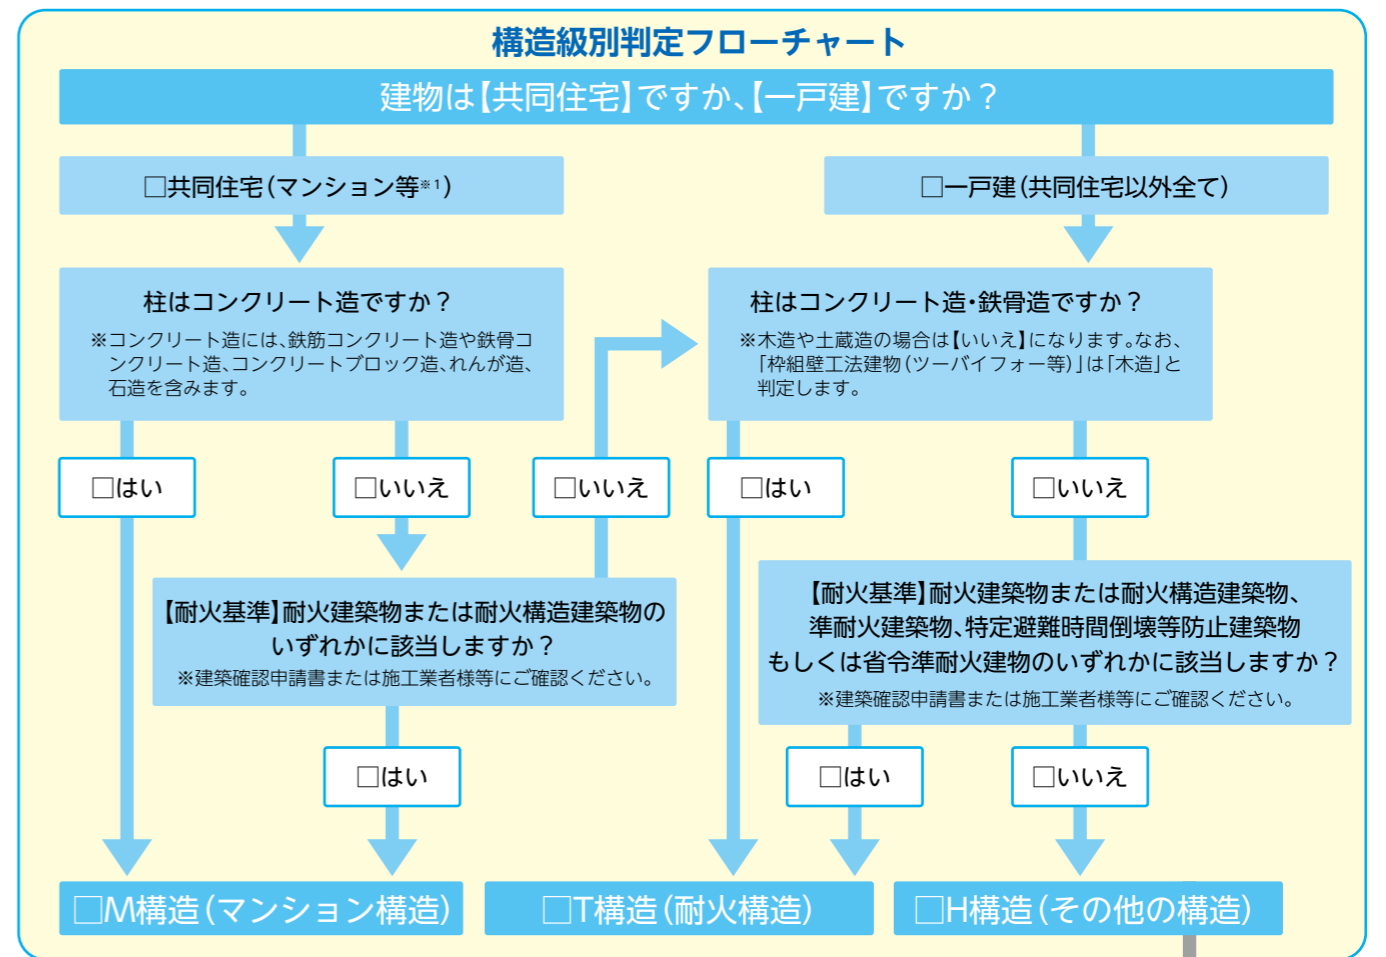 構造級別判定フローチャート
建物は【共同住宅】ですか、【一戸建】ですか？
□共同住宅（マンション等※1）
□一戸建（共同住宅以外全て）
柱はコンクリート造ですか？
※コンクリート造には、鉄筋コンクリート造や鉄骨コ
ンクリート造、コンクリートブロック造、れんが造、
石造を含みます。
柱はコンクリート造・鉄骨造ですか？
※木造や土蔵造の場合は【いいえ】になります。なお、
「枠組壁工法建物（ツーバイフォー等）」は「木造」と
判定します。
□はい
□いいえ
□いいえ
□はい
□いいえ
【耐火基準】耐火建築物または耐火構造建築物の
いずれかに該当しますか？
※建築確認申請書または施工業者様等にご確認ください。
【耐火基準】耐火建築物または耐火構造建築物、
準耐火建築物、特定避難時間倒壊等防止建築物
もしくは省令準耐火建物のいずれかに該当しますか？
※建築確認申請書または施工業者様等にご確認ください。
□はい
□はい
□いいえ
□M構造（マンション構造）
□T構造（耐火構造）
□H構造（その他の構造）